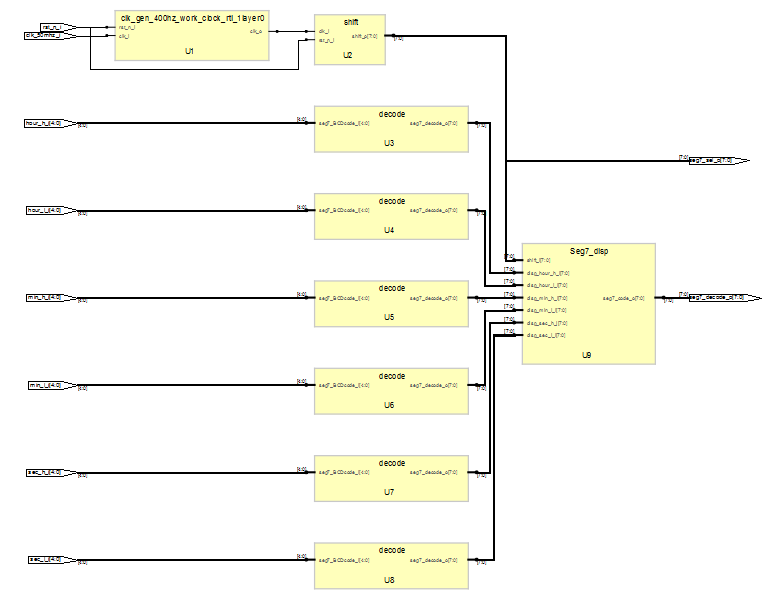 clk_gen_400hz_work_clock_rtl_1layer0
rst_n_i
clk_i
clk_o
U1
rst_n_i
clk_50mhz_i
shift
clk_i
rst_n_i
shift_o[7:0]
U2
[7:0]
hour_h_i[4:0]
[4:0]
[4:0]
decode
seg7_BCDcode_i[4:0]
seg7_decode_o[7:0]
U3
[7:0]
[7:0]
seg7_sel_o[7:0]
hour_l_i[4:0]
[4:0]
[4:0]
decode
seg7_BCDcode_i[4:0]
seg7_decode_o[7:0]
U4
[7:0]
Seg7_disp
[7:0]
shift_i[7:0]
[7:0]
disp_hour_h_i[7:0]
[7:0]
disp_hour_l_i[7:0]
[7:0]
disp_min_h_i[7:0]
[7:0]
disp_min_l_i[7:0]
[7:0]
disp_sec_h_i[7:0]
[7:0]
disp_sec_l_i[7:0]
seg7_code_o[7:0]
U9
[7:0]
[7:0]
seg7_decode_o[7:0]
min_h_i[4:0]
[4:0]
[4:0]
decode
seg7_BCDcode_i[4:0]
seg7_decode_o[7:0]
U5
[7:0]
min_l_i[4:0]
[4:0]
[4:0]
decode
seg7_BCDcode_i[4:0]
seg7_decode_o[7:0]
U6
[7:0]
sec_h_i[4:0]
[4:0]
[4:0]
decode
seg7_BCDcode_i[4:0]
seg7_decode_o[7:0]
U7
[7:0]
sec_l_i[4:0]
[4:0]
[4:0]
decode
seg7_BCDcode_i[4:0]
seg7_decode_o[7:0]
U8
[7:0]